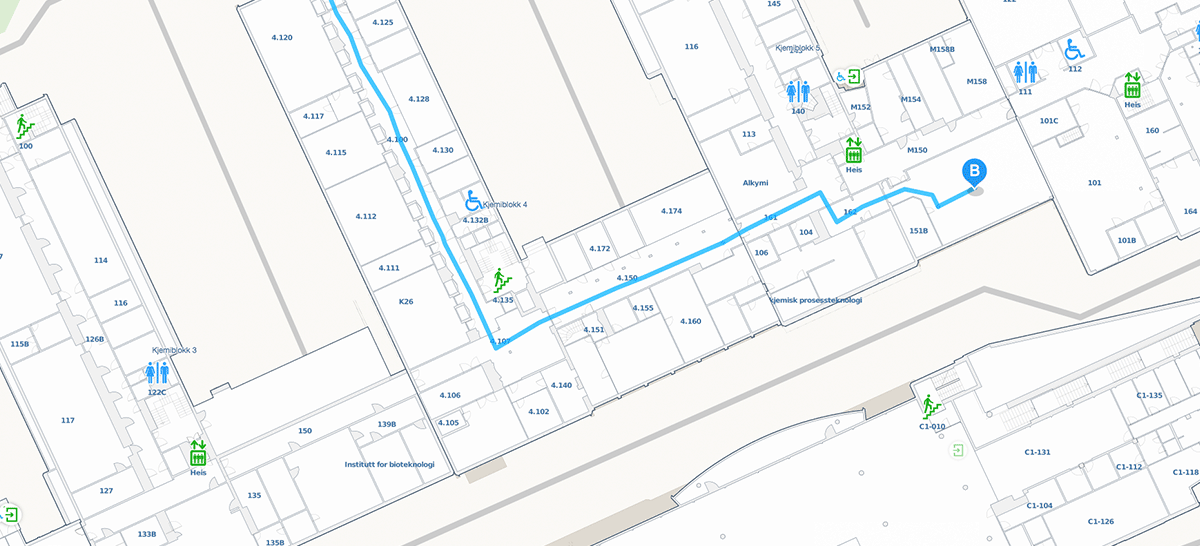 145
122
4.125
4.120
116
Kjemiblokk 5
M158B
112
M158
111
4.128
140
M152
M154
Heis
4.117
101C
160
113
4.100
100
4.115
4.130
M150
Heis
B
Alkymi
101
Kjemiblokk 4
4.112
4.132B
4.174
161
162
164
104
151B
101B
4.172
106
114
4.111
4.150
116
K26
4.135
kjemisk prosessteknologi
4.155
4.160
4.151
126B
115B
4.107
Kjemiblokk 3
4.140
122C
4.106
4.102
C1-135
117
4.105
139B
C1-010
150
C1-131
Institutt for bioteknologi
C1-112
Heis
C1-118
127
135
C1-104
C1-126
133B
135B